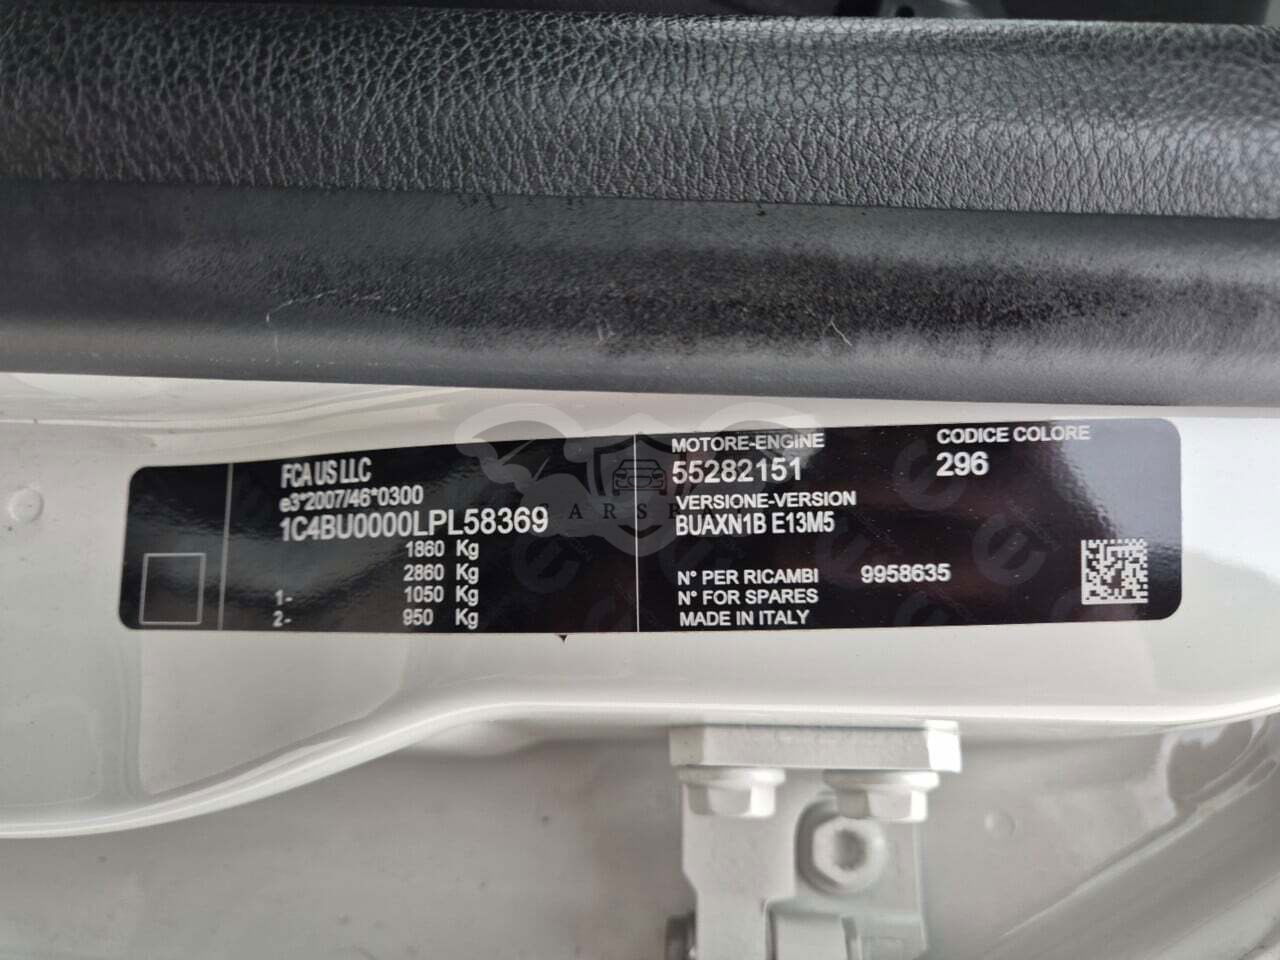 FCA US LLC
e3*2007/46*0300
1C4BU0000LPL58369
1860 Kg
2860 Kg
1- 1050 Kg
2- 950 Kg
MOTORE-ENGINE
55282151
VERSIONE-VERSION
BUAXN1B E13M5
N° PER RICAMBI 9958635
N° FOR SPARES
MADE IN ITALY
CODICE COLORE
296